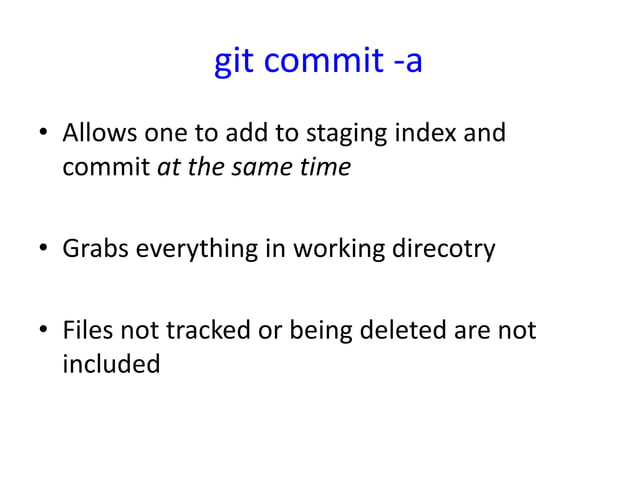 git commit -a
• Allows one to add to staging index and
commit at the same time
• Grabs everything in working direcotry
• Files not tracked or being deleted are not
included